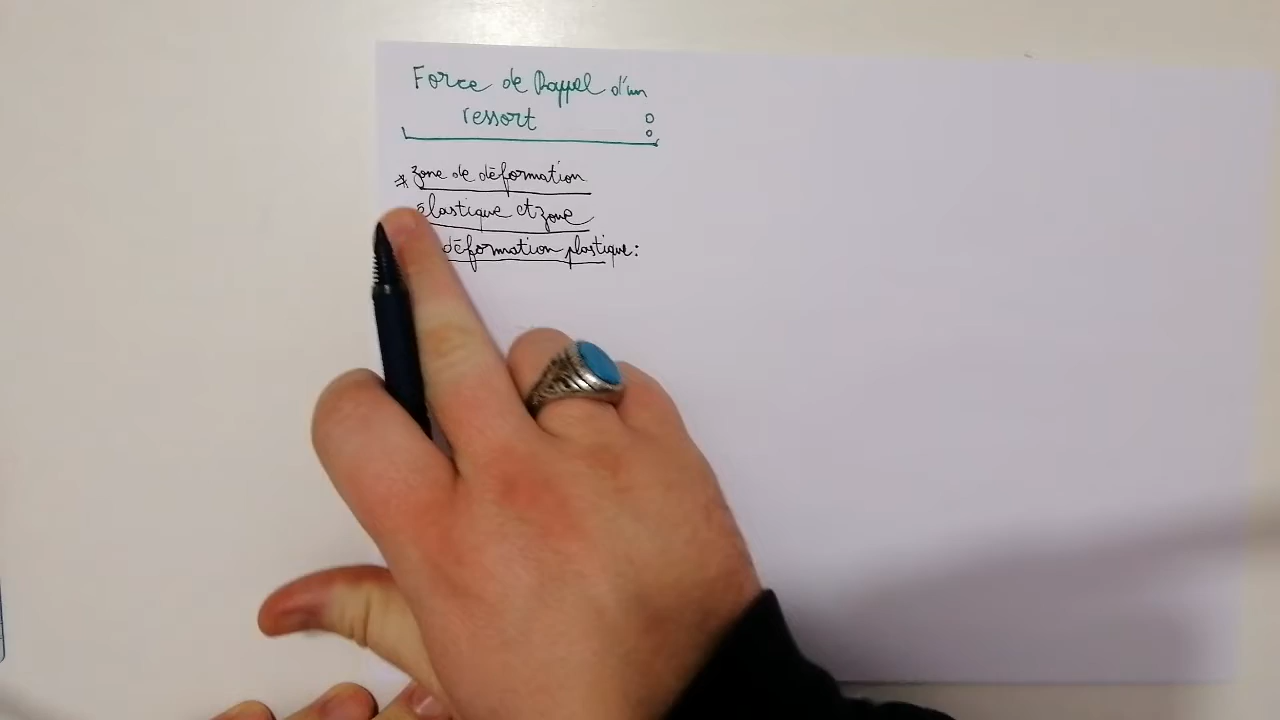 Force de Rappel d'un
ressort :
* zone de déformation
élastique et zone
déformation plastique: